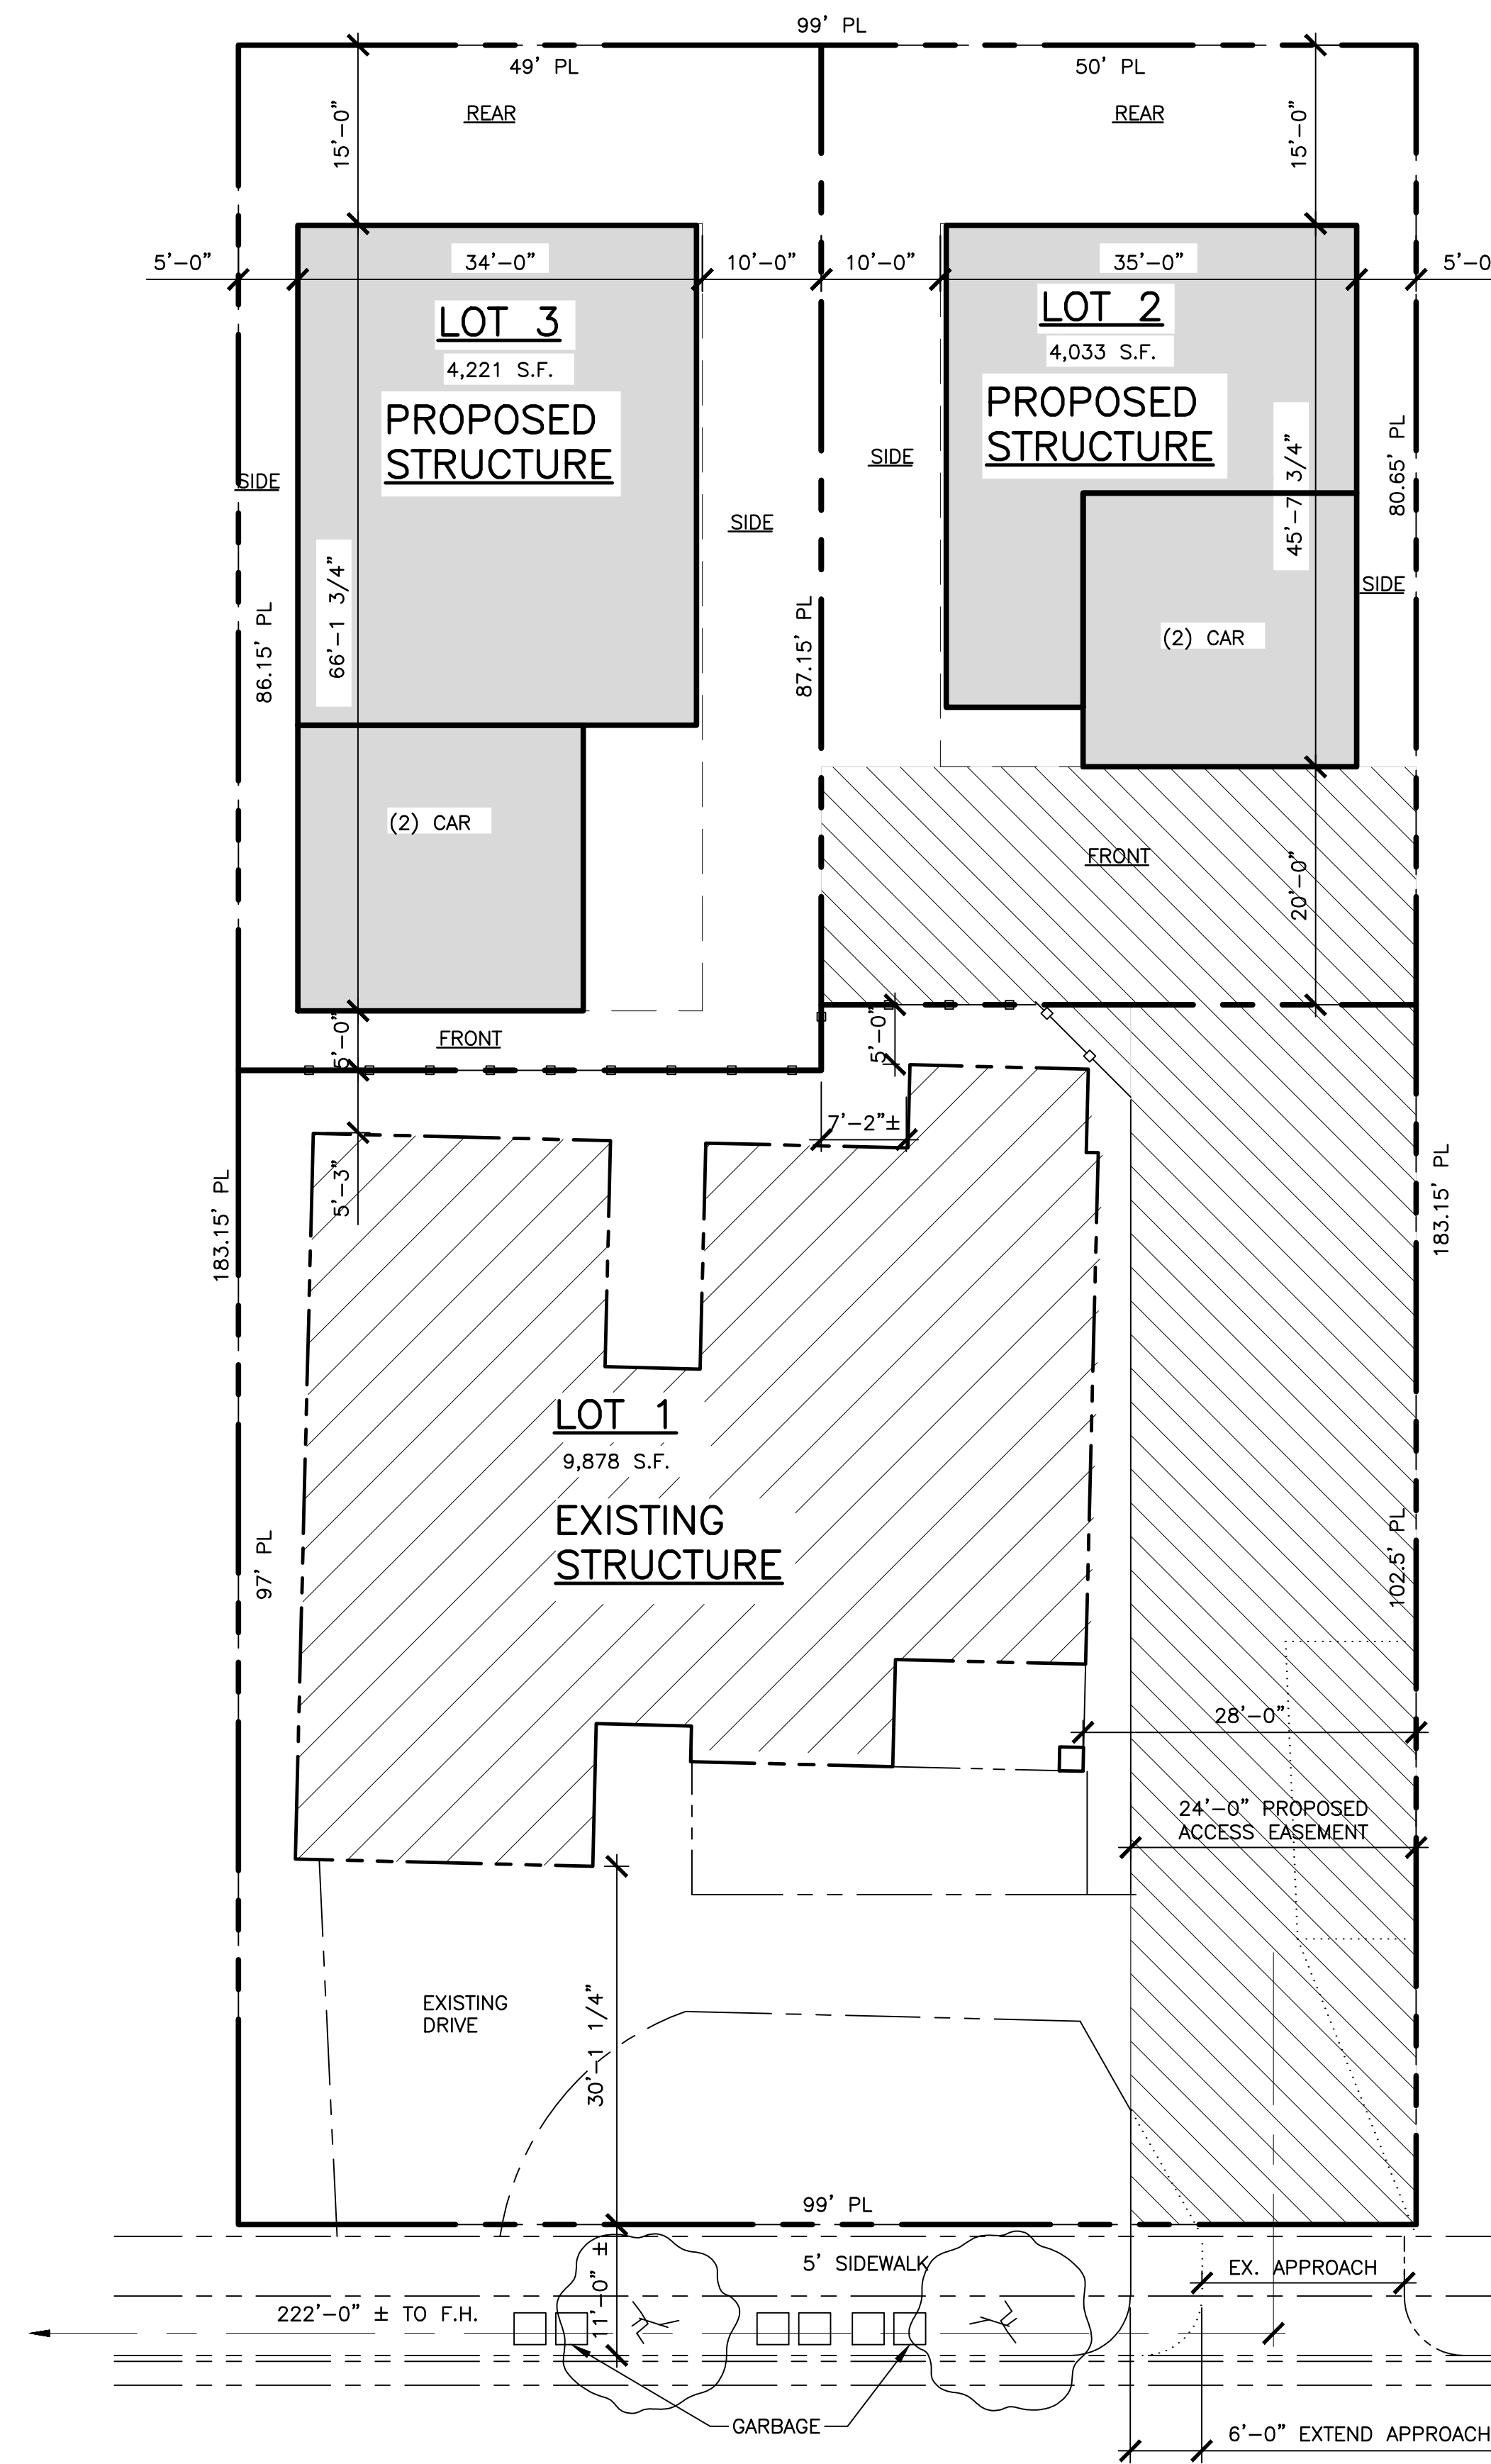 99' PL
49' PL
50' PL
REAR
REAR
15'-0"
15'-0"
5'-0"
34'-0"
10'-0"
10'-0"
35'-0"
5'-0
LOT 3
4,221 S.F.
PROPOSED
STRUCTURE
LOT 2
4,033 S.F.
PROPOSED
STRUCTURE
SIDE
SIDE
SIDE
SIDE
80.65' PL
45'-7 3/4"
66'-1 3/4"
86.15' PL
87.15' PL
(2) CAR
(2) CAR
FRONT
20'-0"
5'-0"
FRONT
5'-0"
7'-2"±
5'-3"
183.15' PL
183.15' PL
LOT 1
9,878 S.F.
EXISTING
STRUCTURE
97' PL
102.5' PL
28'-0"
24'-0" PROPOSED
ACCESS EASEMENT
EXISTING
DRIVE
30'-1 1/4"
99' PL
5' SIDEWALK
EX. APPROACH
11'-0" ±
222'-0" ± TO F.H.
GARBAGE
6'-0" EXTEND APPROACH